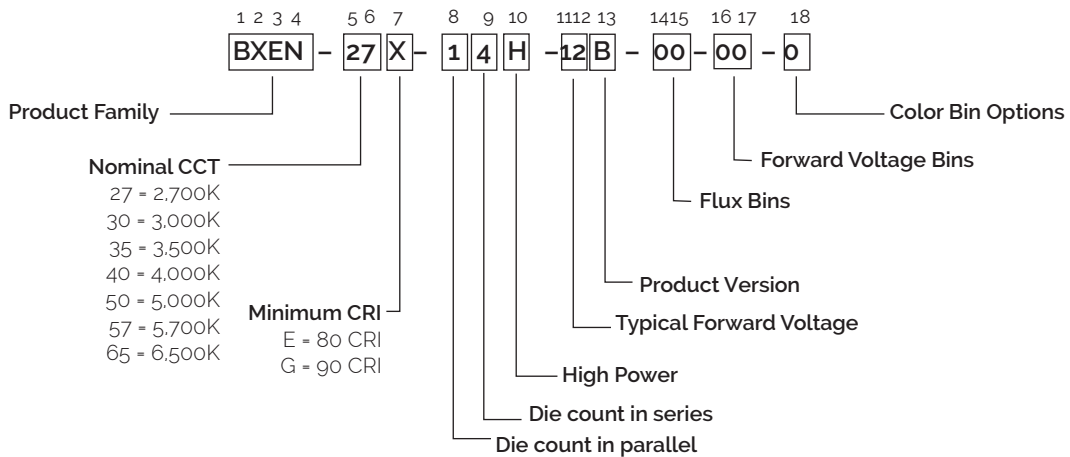 1 2 3 4 5 6 7 8 9 10 1112 13 1415 16 17 18
BXEN – 27 X – 1 4 H –12 B – 00 – 00 – 0
Product Family
Color Bin Options
Nominal CCT
27 = 2,700K
30 = 3,000K
35 = 3,500K
40 = 4,000K
50 = 5,000K
57 = 5,700K
65 = 6,500K
Forward Voltage Bins
Flux Bins
Product Version
Minimum CRI
E = 80 CRI
G = 90 CRI
Typical Forward Voltage
High Power
Die count in series
Die count in parallel